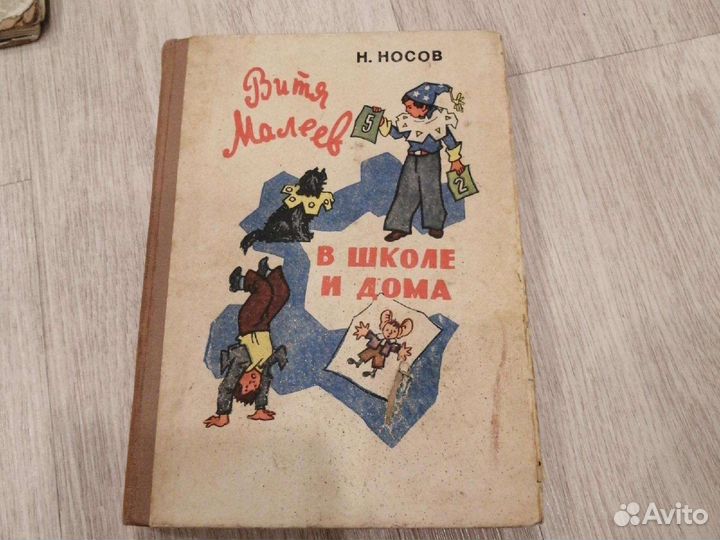 Н. НОСОВ
Витя
Малеев
5
2
В ШКОЛЕ
И ДОМА
Avito